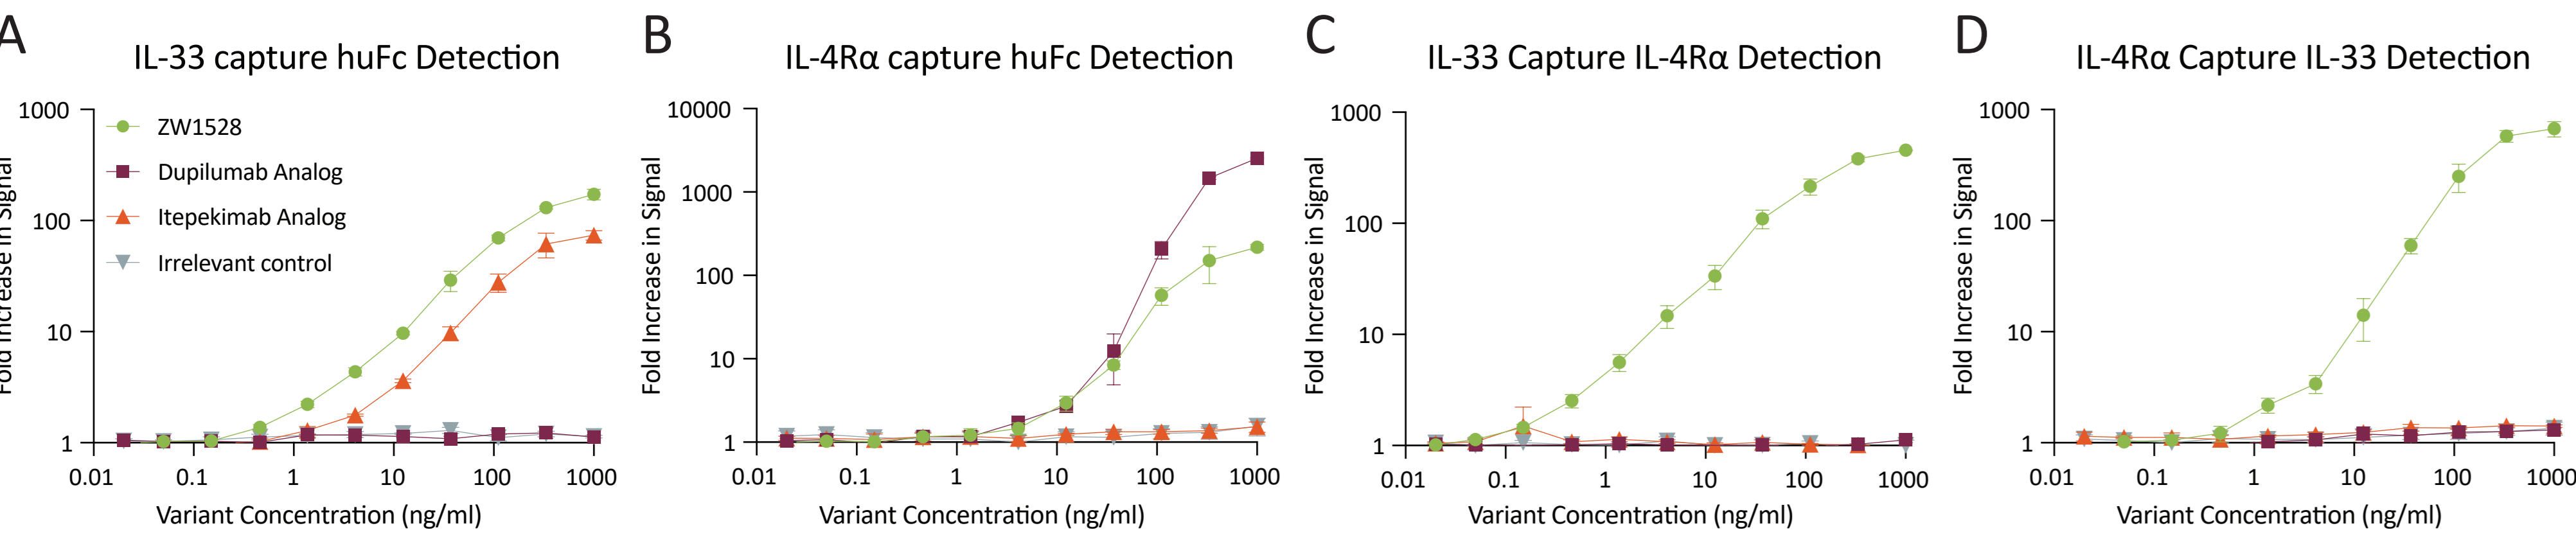 A
IL-33 capture huFc Detection
Fold Increase in Signal
1000
100
10
1
ZW1528
Dupilumab Analog
Itepekimab Analog
Irrelevant control
0.01
0.1
1
10
100
1000
Variant Concentration (ng/ml)
B
IL-4Rα capture huFc Detection
Fold Increase in Signal
10000
1000
100
10
1
0.01
0.1
1
10
100
1000
Variant Concentration (ng/ml)
C
IL-33 Capture IL-4Rα Detection
Fold Increase in Signal
1000
100
10
1
0.01
0.1
1
10
100
1000
Variant Concentration (ng/ml)
D
IL-4Rα Capture IL-33 Detection
Fold Increase in Signal
1000
100
10
1
0.01
0.1
1
10
100
1000
Variant Concentration (ng/ml)